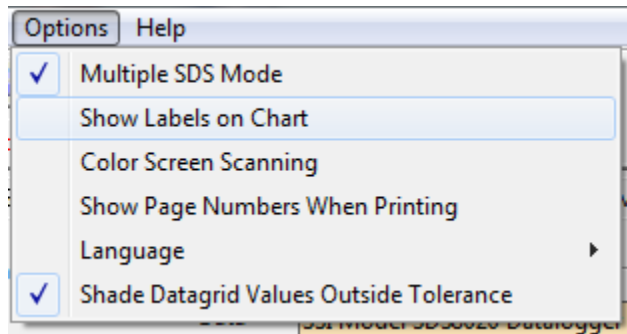 Options Help
Multiple SDS Mode
Show Labels on Chart
Color Screen Scanning
Show Page Numbers When Printing
Language
Shade Datagrid Values Outside Tolerance